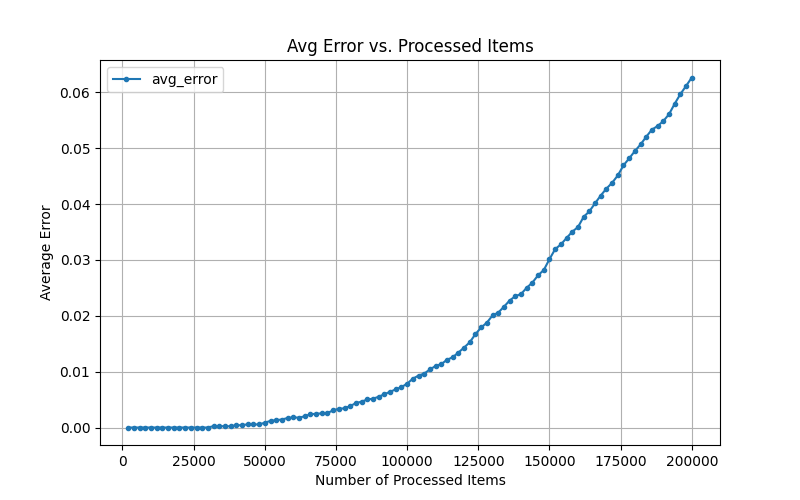 Avg Error vs. Processed Items
avg_error
Average Error
0.06
0.05
0.04
0.03
0.02
0.01
0.00
0 25000 50000 75000 100000 125000 150000 175000 200000
Number of Processed Items